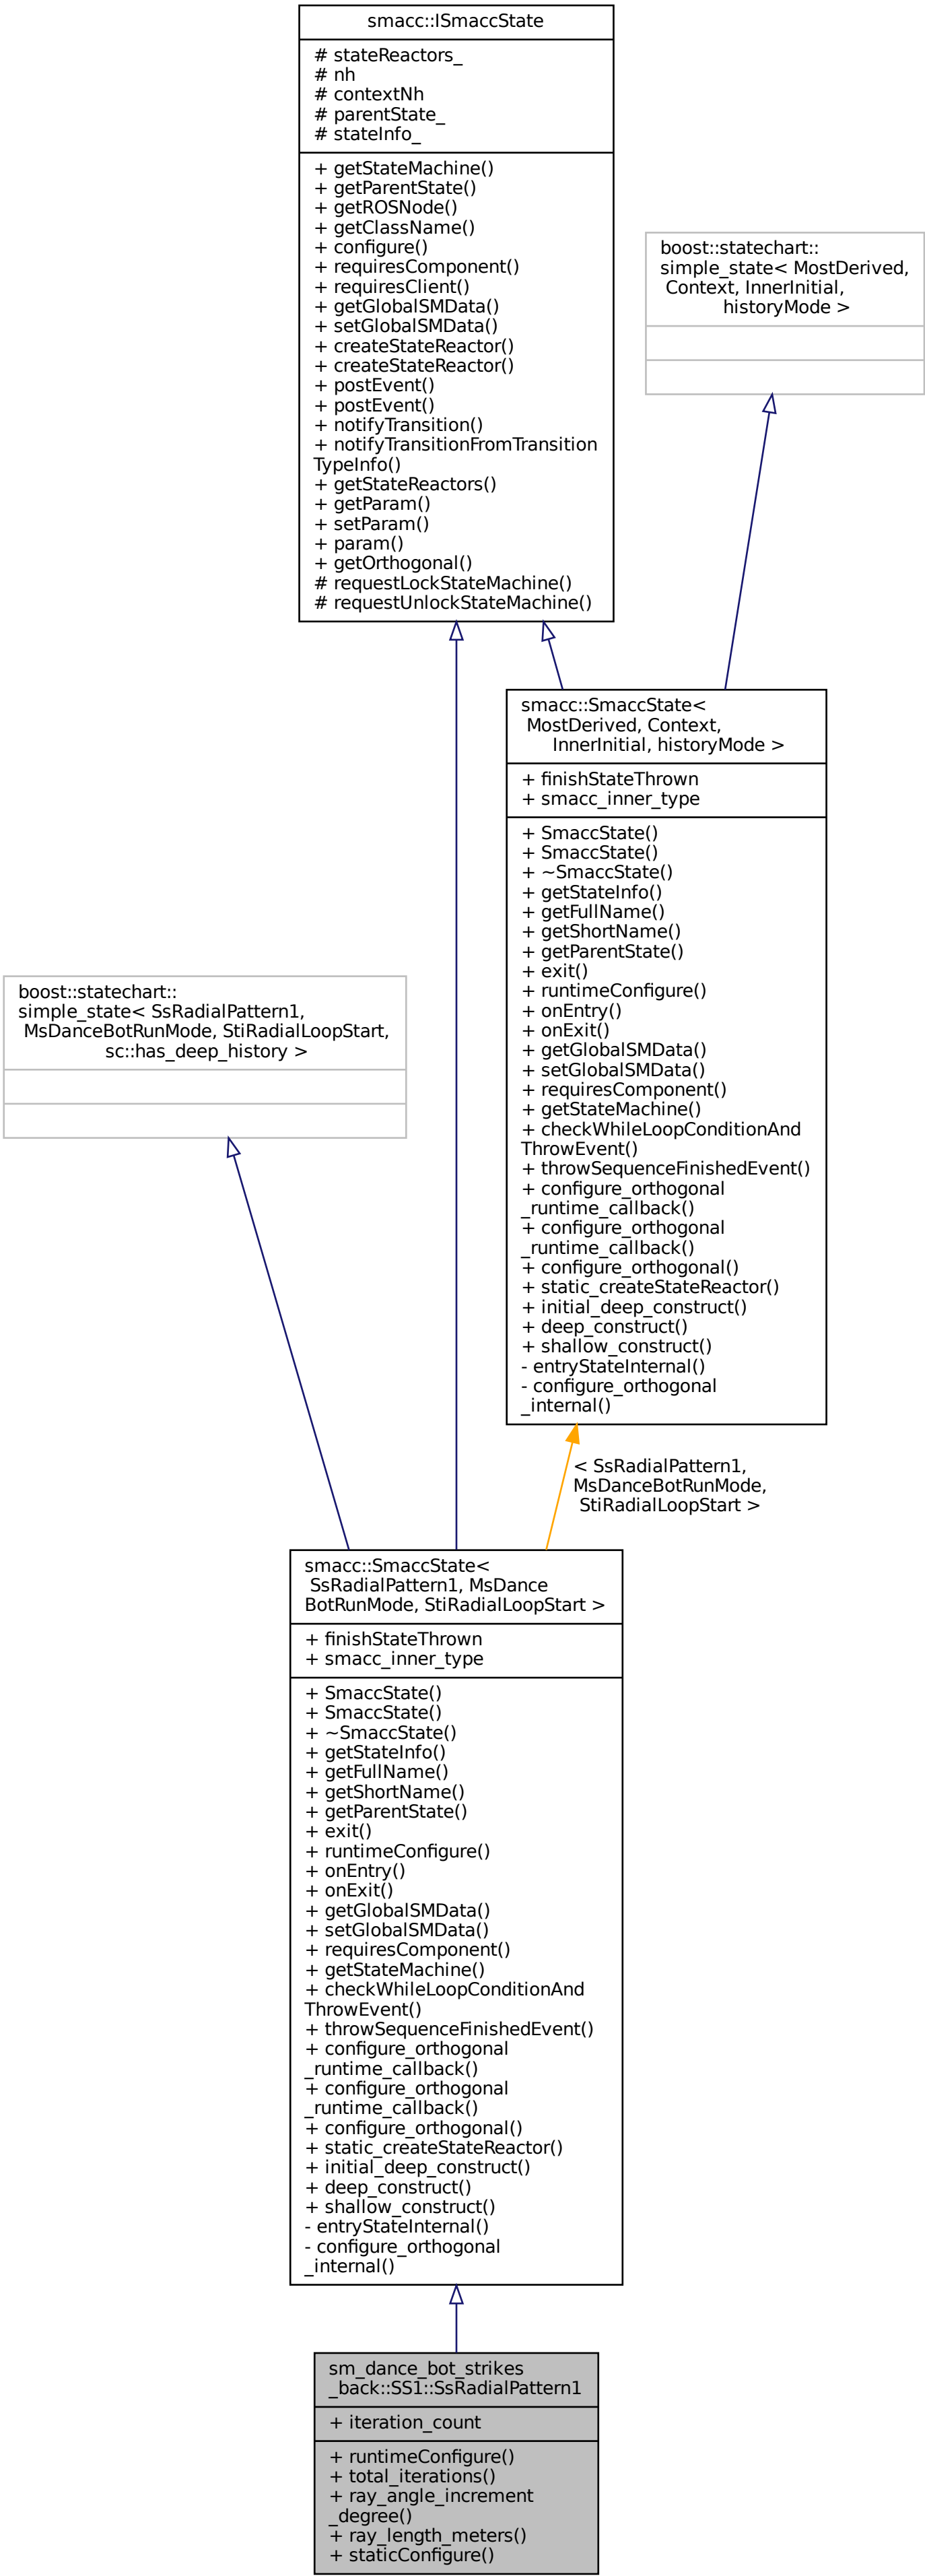 smacc::ISmaccState
# stateReactors_
# nh
# contextNh
# parentState_
# stateInfo_
+ getStateMachine()
+ getParentState()
+ getROSNode()
+ getClassName()
+ configure()
+ requiresComponent()
+ requiresClient()
+ getGlobalSMData()
+ setGlobalSMData()
+ createStateReactor()
+ createStateReactor()
+ postEvent()
+ postEvent()
+ notifyTransition()
+ notifyTransitionFromTransition
TypeInfo()
+ getStateReactors()
+ getParam()
+ setParam()
+ param()
+ getOrthogonal()
# requestLockStateMachine()
# requestUnlockStateMachine()
boost::statechart::
simple_state< MostDerived,
Context, InnerInitial,
historyMode >
smacc::SmaccState<
MostDerived, Context,
InnerInitial, historyMode >
+ finishStateThrown
+ smacc_inner_type
+ SmaccState()
+ SmaccState()
+ ~SmaccState()
+ getStateInfo()
+ getFullName()
+ getShortName()
+ getParentState()
+ exit()
+ runtimeConfigure()
+ onEntry()
+ onExit()
+ getGlobalSMData()
+ setGlobalSMData()
+ requiresComponent()
+ getStateMachine()
+ checkWhileLoopConditionAnd
ThrowEvent()
+ throwSequenceFinishedEvent()
+ configure_orthogonal
_runtime_callback()
+ configure_orthogonal
_runtime_callback()
+ configure_orthogonal()
+ static_createStateReactor()
+ initial_deep_construct()
+ deep_construct()
+ shallow_construct()
- entryStateInternal()
- configure_orthogonal
_internal()
boost::statechart::
simple_state< SsRadialPattern1,
MsDanceBotRunMode, StiRadialLoopStart,
sc::has_deep_history >
< SsRadialPattern1,
MsDanceBotRunMode,
StiRadialLoopStart >
smacc::SmaccState<
SsRadialPattern1, MsDance
BotRunMode, StiRadialLoopStart >
+ finishStateThrown
+ smacc_inner_type
+ SmaccState()
+ SmaccState()
+ ~SmaccState()
+ getStateInfo()
+ getFullName()
+ getShortName()
+ getParentState()
+ exit()
+ runtimeConfigure()
+ onEntry()
+ onExit()
+ getGlobalSMData()
+ setGlobalSMData()
+ requiresComponent()
+ getStateMachine()
+ checkWhileLoopConditionAnd
ThrowEvent()
+ throwSequenceFinishedEvent()
+ configure_orthogonal
_runtime_callback()
+ configure_orthogonal
_runtime_callback()
+ configure_orthogonal()
+ static_createStateReactor()
+ initial_deep_construct()
+ deep_construct()
+ shallow_construct()
- entryStateInternal()
- configure_orthogonal
_internal()
sm_dance_bot_strikes
_back::SS1::SsRadialPattern1
+ iteration_count
+ runtimeConfigure()
+ total_iterations()
+ ray_angle_increment
_degree()
+ ray_length_meters()
+ staticConfigure()